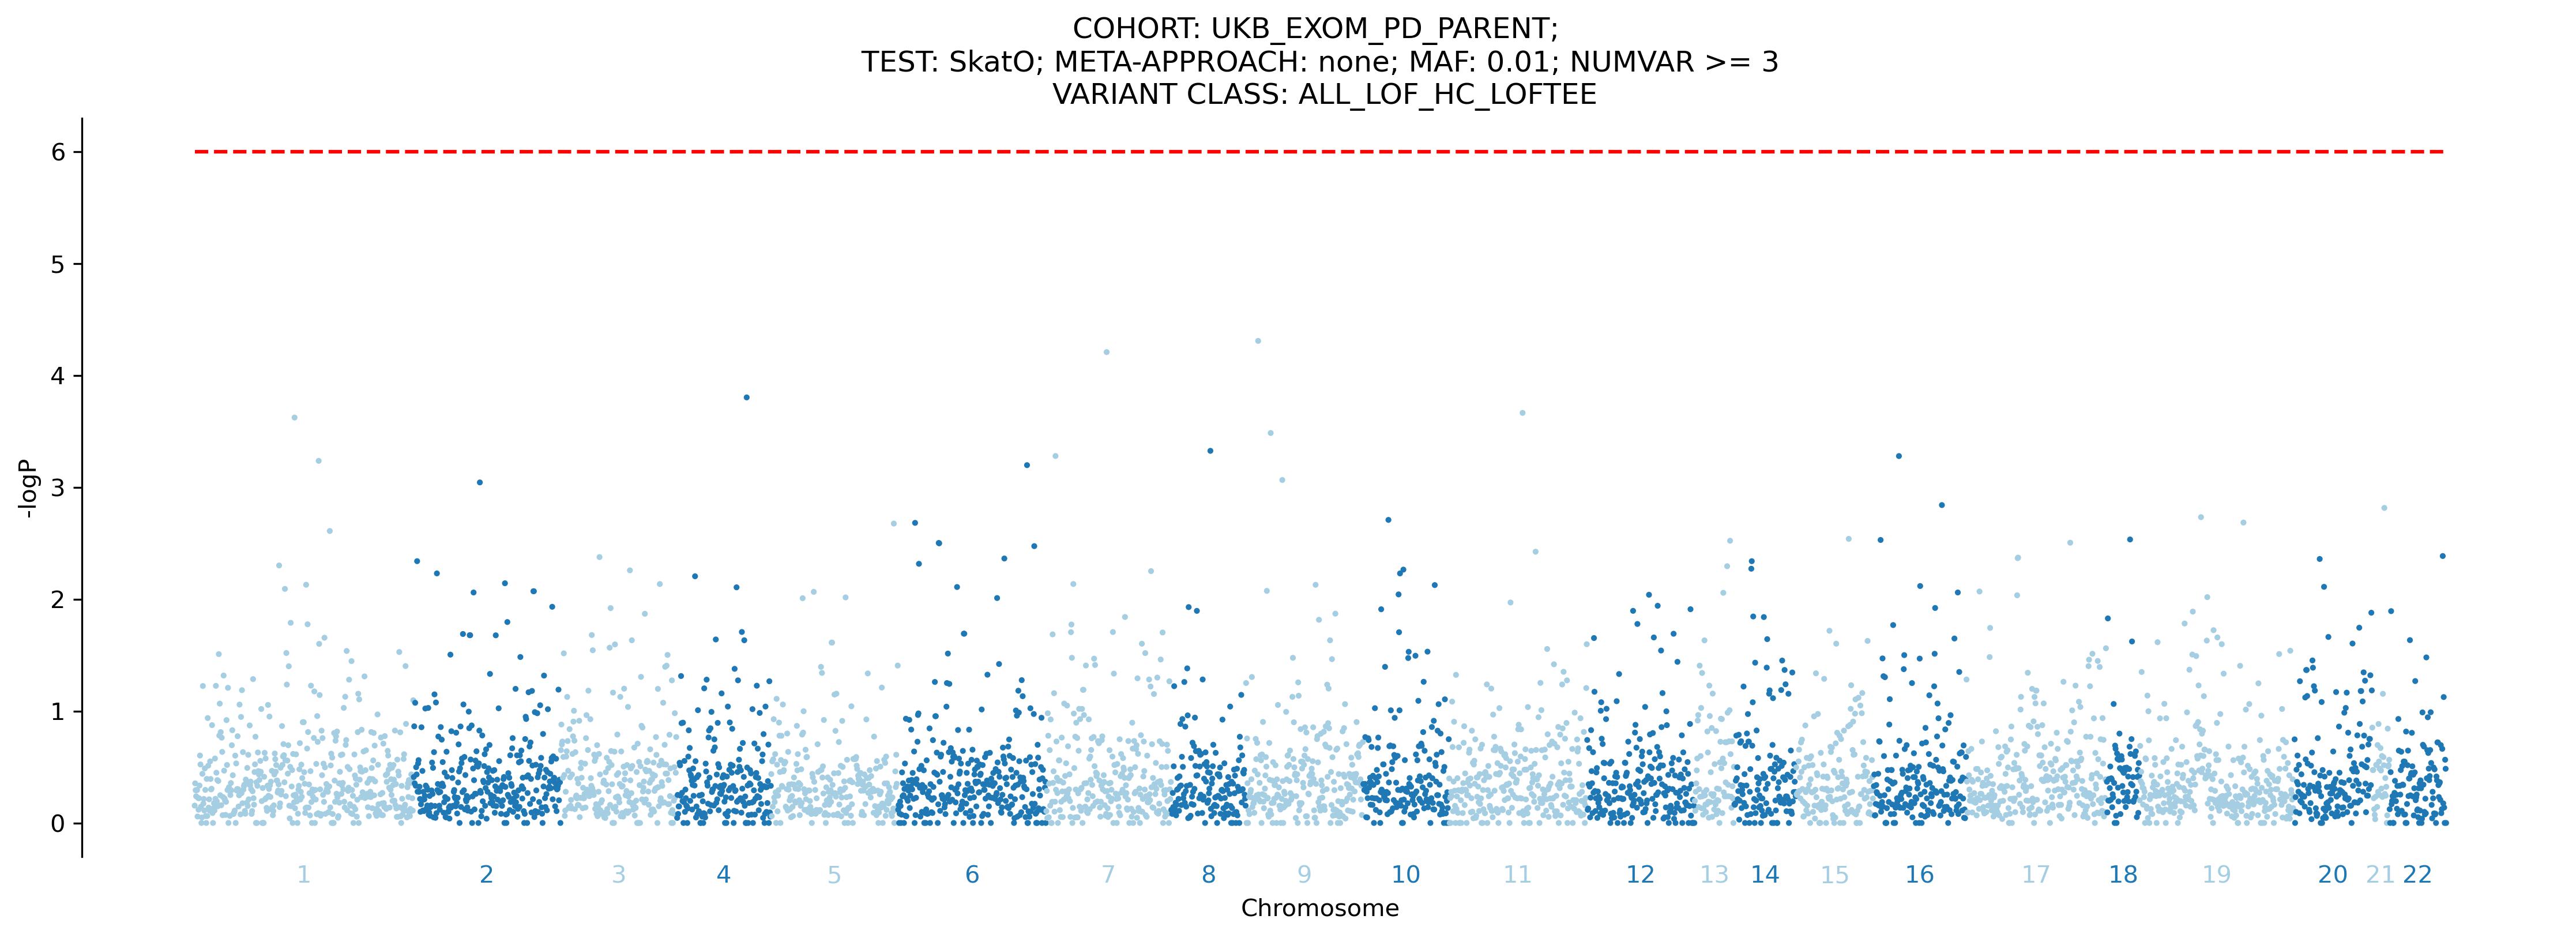 COHORT: UKB_EXOM_PD_PARENT;
TEST: SkatO; META-APPROACH: none; MAF: 0.01; NUMVAR >= 3
VARIANT CLASS: ALL_LOF_HC_LOFTEE
6
5
4
3
2
1
0
-logP
1 2 3 4 5 6 7 8 9 10 11 12 13 14 15 16 17 18 19 20 21 22
Chromosome